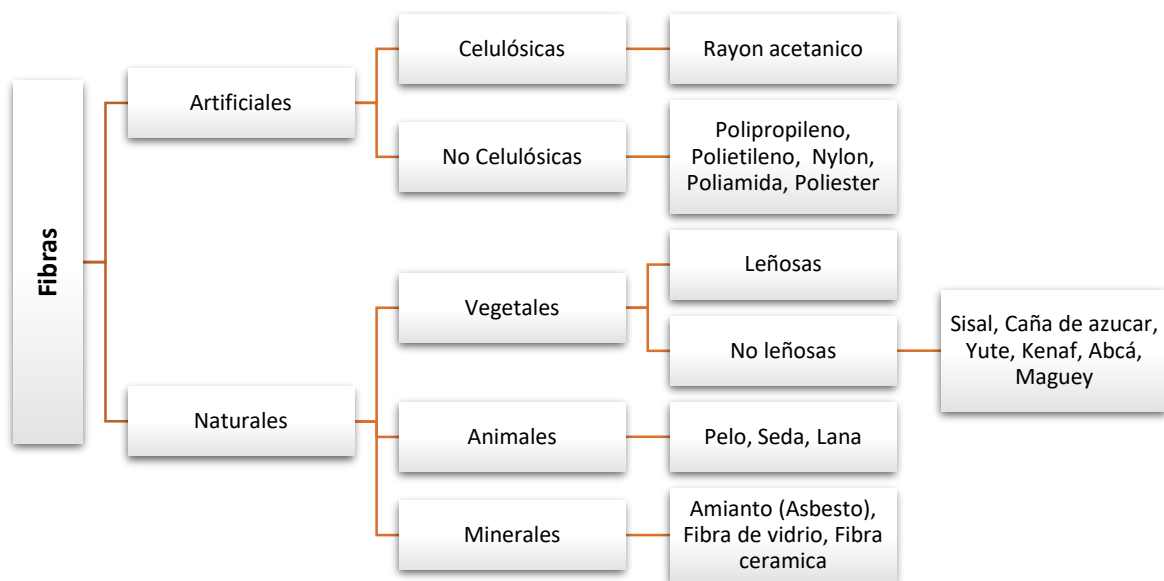 Fibras
Artificiales
Celulósicas
Rayon acetanico
No Celulósicas
Polipropileno,
Polietileno, Nylon,
Poliamida, Poliester
Naturales
Vegetales
Leñosas
No leñosas
Sisal, Caña de azucar,
Yute, Kenaf, Abcá,
Maguey
Animales
Pelo, Seda, Lana
Minerales
Amianto (Asbesto),
Fibra de vidrio, Fibra
ceramica